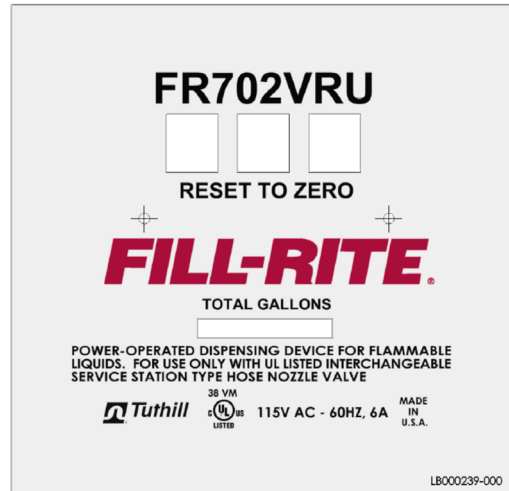 FR702VRU
RESET TO ZERO
FILL-RITE®
TOTAL GALLONS
POWER-OPERATED DISPENSING DEVICE FOR FLAMMABLE
LIQUIDS. FOR USE ONLY WITH UL LISTED INTERCHANGEABLE
SERVICE STATION TYPE HOSE NOZZLE VALVE
Tuthill
38 VM
C UL US
LISTED
115V AC - 60HZ, 6A
MADE
IN
U.S.A.
LB000239-000